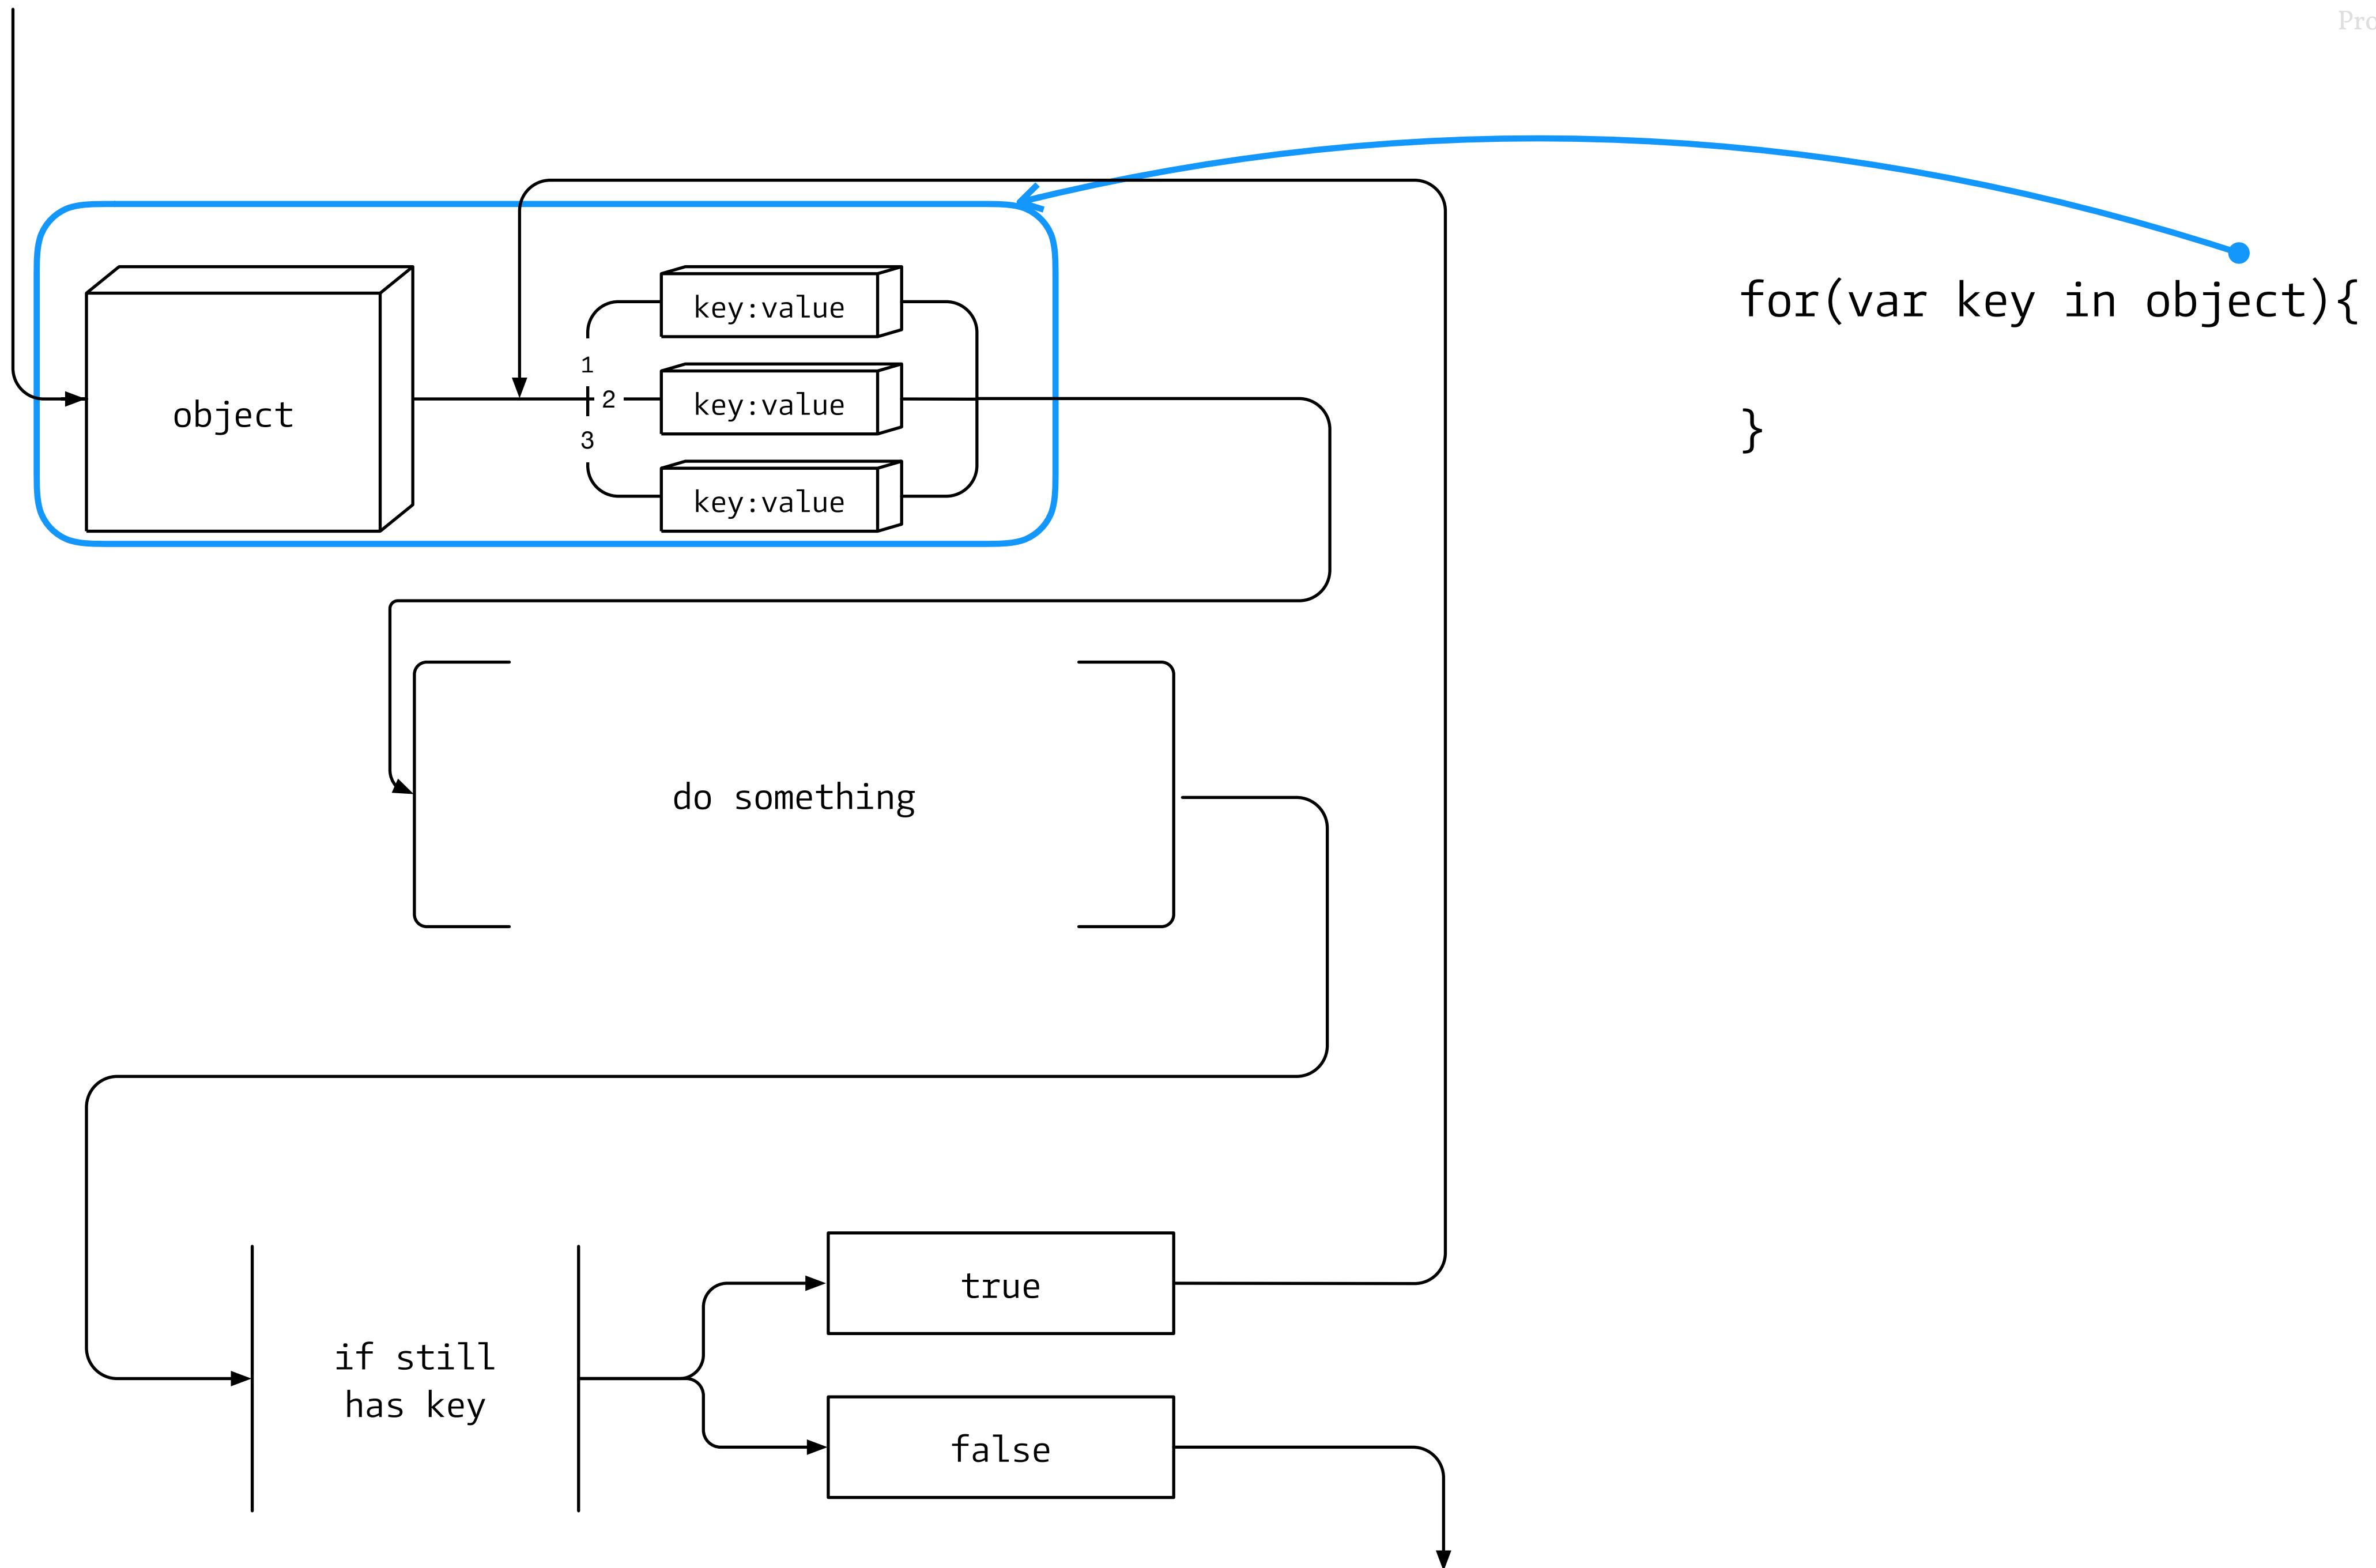 for(var key in object){
}
object
key:value
1
key:value
2
3
key:value
do something
if still
has key
true
false